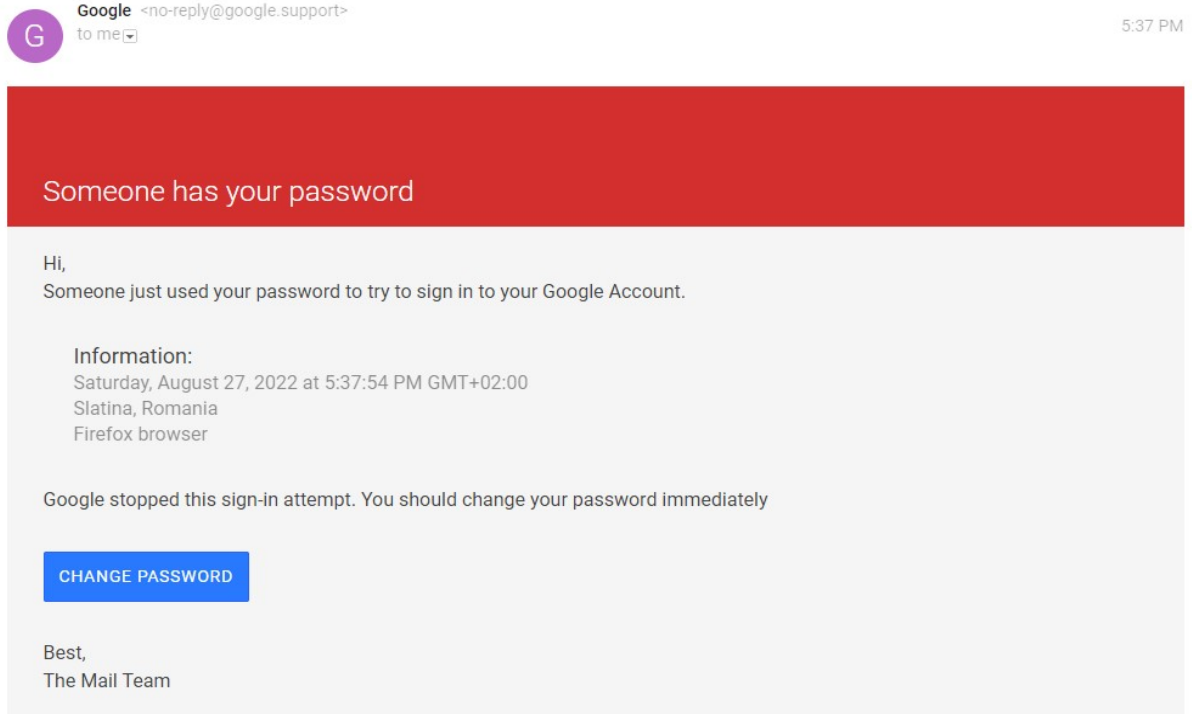 Google <no-reply@google.support>
5:37 PM
to me
G
Someone has your password
Hi,
Someone just used your password to try to sign in to your Google Account.
Information:
Saturday, August 27, 2022 at 5:37:54 PM GMT+02:00
Slatina, Romania
Firefox browser
Google stopped this sign-in attempt. You should change your password immediately
CHANGE PASSWORD
Best,
The Mail Team